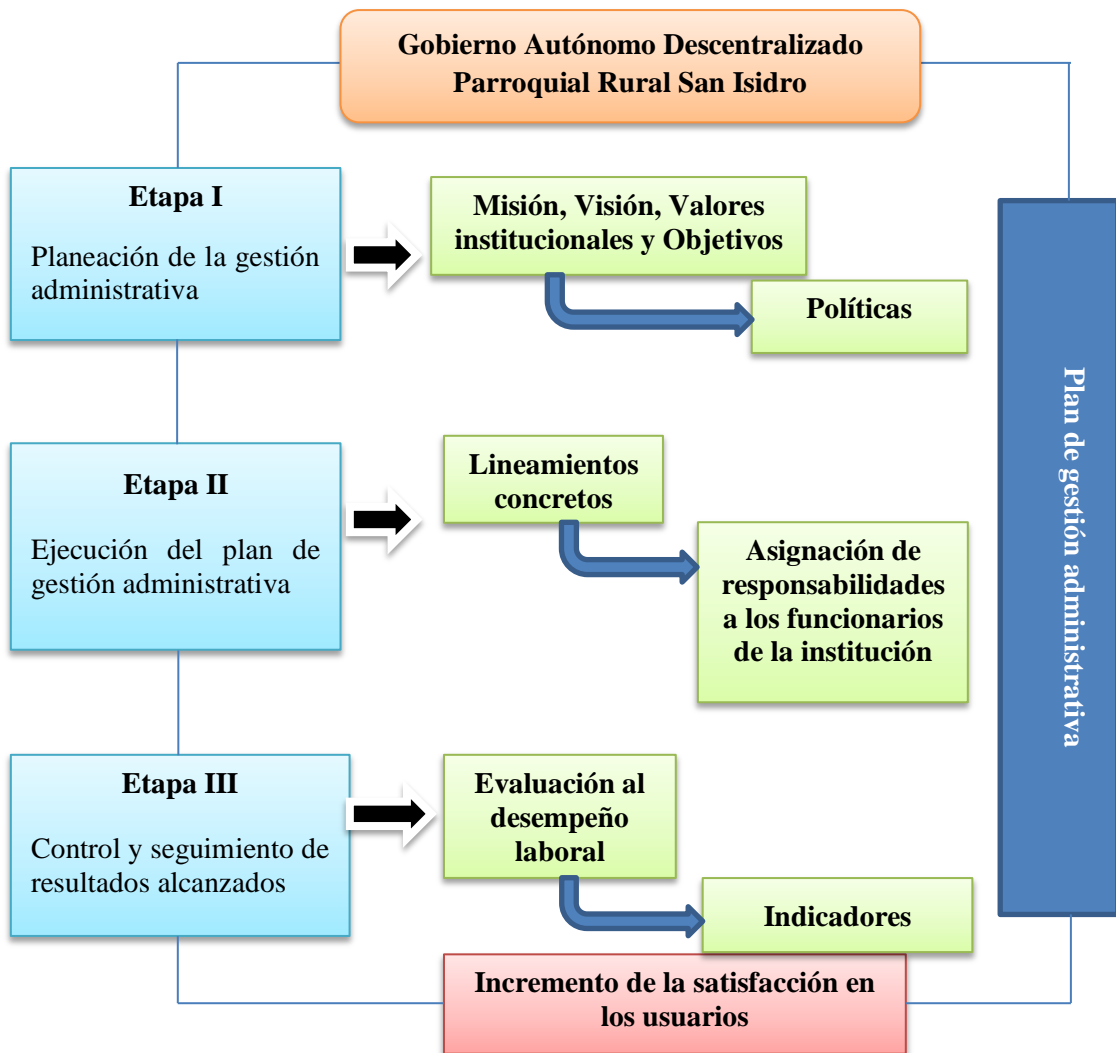 Gobierno Autónomo Descentralizado
Parroquial Rural San Isidro
Etapa I
Planeación de la gestión
administrativa
Misión, Visión, Valores
institucionales y Objetivos
Políticas
Etapa II
Ejecución del plan de
gestión administrativa
Lineamientos
concretos
Asignación de
responsabilidades
a los funcionarios
de la institución
Etapa III
Control y seguimiento de
resultados alcanzados
Evaluación al
desempeño
laboral
Indicadores
Plan de gestión administrativa
Incremento de la satisfacción en
los usuarios